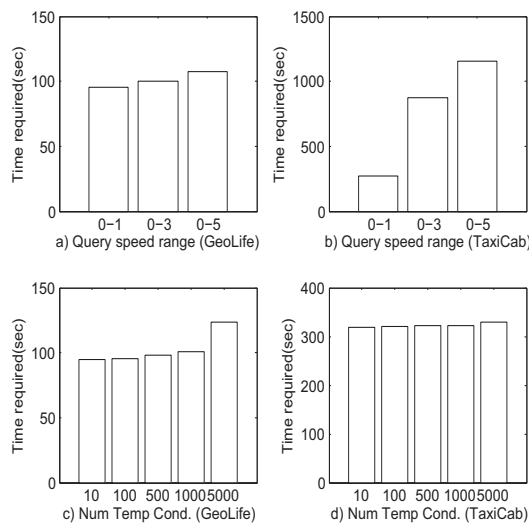 150
100
50
0
Time required(sec)
0−1 0−3 0−5
a) Query speed range (GeoLife)
1500
1000
500
0
Time required(sec)
0−1 0−3 0−5
b) Query speed range (TaxiCab)
150
100
50
0
Time required(sec)
10 100 500 1000 5000
c) Num Temp Cond. (GeoLife)
400
300
200
100
0
Time required(sec)
10 100 500 1000 5000
d) Num Temp Cond. (TaxiCab)